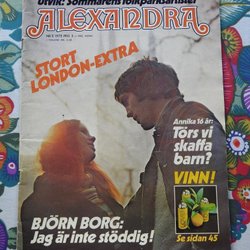 Utvik: Sommarens folkparksartister
ALEXANDRA
STORT
LONDON-EXTRA
Annika 16 år:
Törs vi
skaffa
barn?
VINN!
Se sidan 45
BJÖRN BORG:
Jag är inte stöddig!